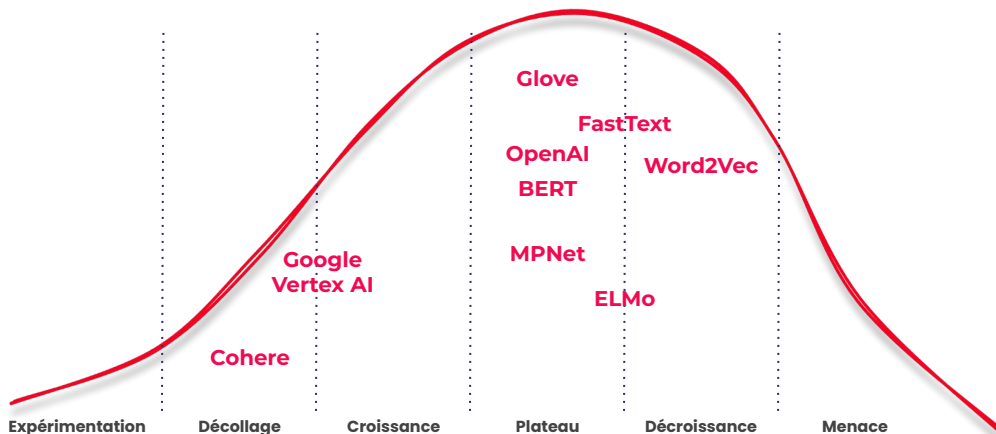 Glove
FastText
OpenAI
Word2Vec
BERT
MPNet
Google
Vertex AI
ELMo
Cohere
Expérimentation
Décollage
Croissance
Plateau
Décroissance
Menace